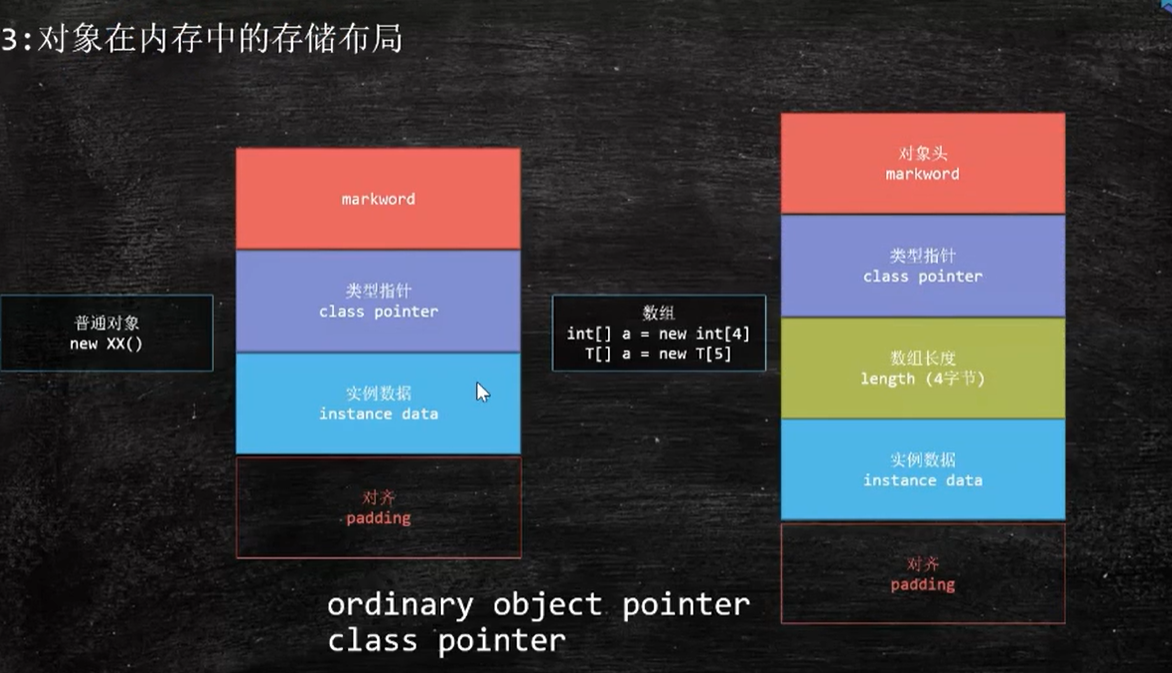 3:对象在内存中的存储布局
普通对象
new XX()
markword
类型指针
class pointer
实例数据
instance data
对齐
padding
数组
int[] a = new int[4]
T[] a = new T[5]
对象头
markword
类型指针
class pointer
数组长度
length (4字节)
实例数据
instance data
对齐
padding
ordinary object pointer
class pointer